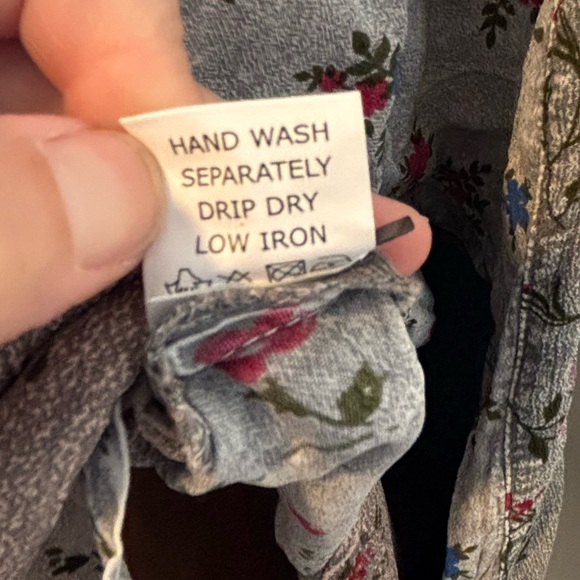 HAND WASH
SEPARATELY
DRIP DRY
LOW IRON